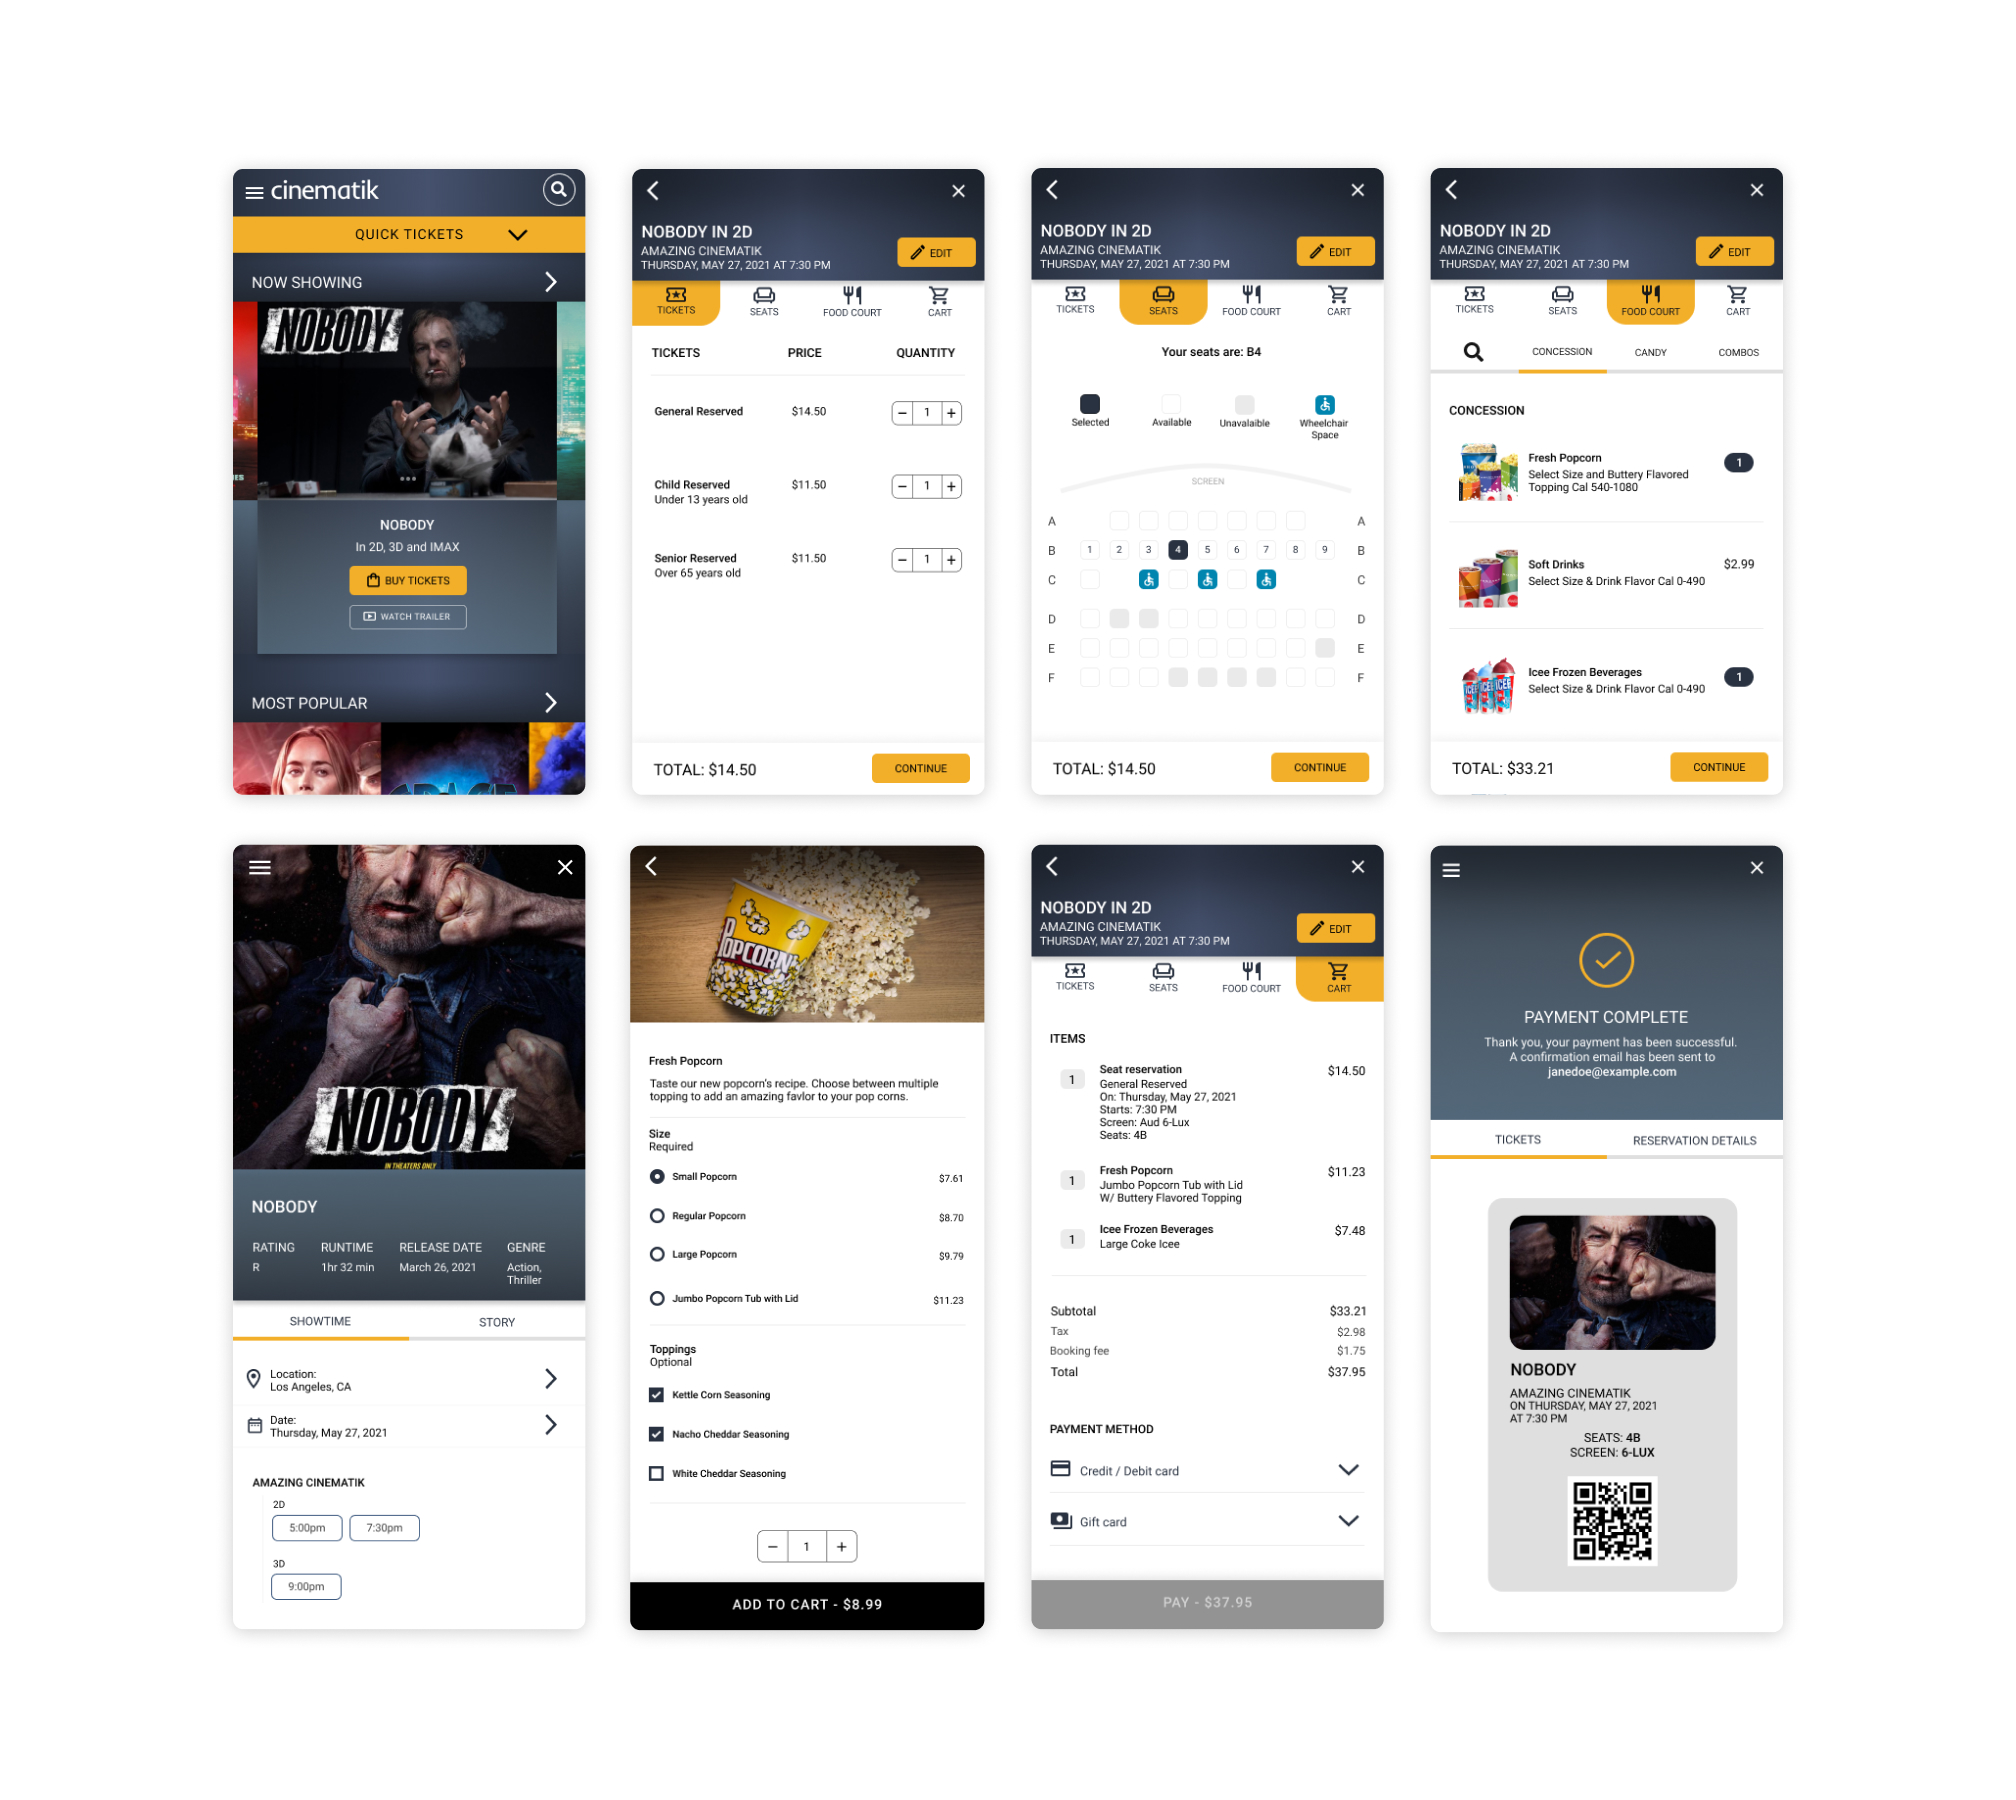 cinematik
QUICK TICKETS
NOW SHOWING
NOBODY
NOBODY
In 2D, 3D and IMAX
BUY TICKETS
WATCH TRAILER
MOST POPULAR
NOBODY IN 2D
AMAZING CINEMATIK
THURSDAY, MAY 27, 2021 AT 7:30 PM
EDIT
TICKETS SEATS FOOD COURT CART
TICKETS PRICE QUANTITY
General Reserved $14.50 − 1 +
Child Reserved $11.50 − 1 +
Under 13 years old
Senior Reserved $11.50 − 1 +
Over 65 years old
TOTAL: $14.50 CONTINUE
NOBODY IN 2D
AMAZING CINEMATIK
THURSDAY, MAY 27, 2021 AT 7:30 PM
EDIT
TICKETS SEATS FOOD COURT CART
Your seats are: B4
Selected Available Unavalaible Wheelchair
Space
SCREEN
A A
B 1 2 3 4 5 6 7 8 9 B
C C
D D
E E
F F
TOTAL: $14.50 CONTINUE
NOBODY IN 2D
AMAZING CINEMATIK
THURSDAY, MAY 27, 2021 AT 7:30 PM
EDIT
TICKETS SEATS FOOD COURT CART
CONCESSION CANDY COMBOS
CONCESSION
Fresh Popcorn 1
Select Size and Buttery Flavored
Topping Cal 540-1080
Soft Drinks $2.99
Select Size & Drink Flavor Cal 0-490
ICEE ICEE ICEE
Icee Frozen Beverages 1
Select Size & Drink Flavor Cal 0-490
TOTAL: $33.21 CONTINUE
NOBODY
IN THEATERS ONLY
NOBODY
RATING RUNTIME RELEASE DATE GENRE
R 1hr 32 min March 26, 2021 Action,
Thriller
SHOWTIME STORY
Location:
Los Angeles, CA
Date:
Thursday, May 27, 2021
AMAZING CINEMATIK
2D
5:00pm 7:30pm
3D
9:00pm
POPCORN
Fresh Popcorn
Taste our new popcorn's recipe. Choose between multiple
topping to add an amazing favlor to your pop corns.
Size
Required
Small Popcorn $7.61
Regular Popcorn $8.70
Large Popcorn $9.79
Jumbo Popcorn Tub with Lid $11.23
Toppings
Optional
Kettle Corn Seasoning
Nacho Cheddar Seasoning
White Cheddar Seasoning
− 1 +
ADD TO CART - $8.99
NOBODY IN 2D
AMAZING CINEMATIK
THURSDAY, MAY 27, 2021 AT 7:30 PM
EDIT
TICKETS SEATS FOOD COURT CART
ITEMS
1 Seat reservation $14.50
General Reserved
On: Thursday, May 27, 2021
Starts: 7:30 PM
Screen: Aud 6-Lux
Seats: 4B
1 Fresh Popcorn $11.23
Jumbo Popcorn Tub with Lid
W/ Buttery Flavored Topping
1 Icee Frozen Beverages $7.48
Large Coke Icee
Subtotal $33.21
Tax $2.98
Booking fee $1.75
Total $37.95
PAYMENT METHOD
Credit / Debit card
Gift card
PAY - $37.95
PAYMENT COMPLETE
Thank you, your payment has been successful.
A confirmation email has been sent to
janedoe@example.com
TICKETS RESERVATION DETAILS
NOBODY
AMAZING CINEMATIK
ON THURSDAY, MAY 27, 2021
AT 7:30 PM
SEATS: 4B
SCREEN: 6-LUX